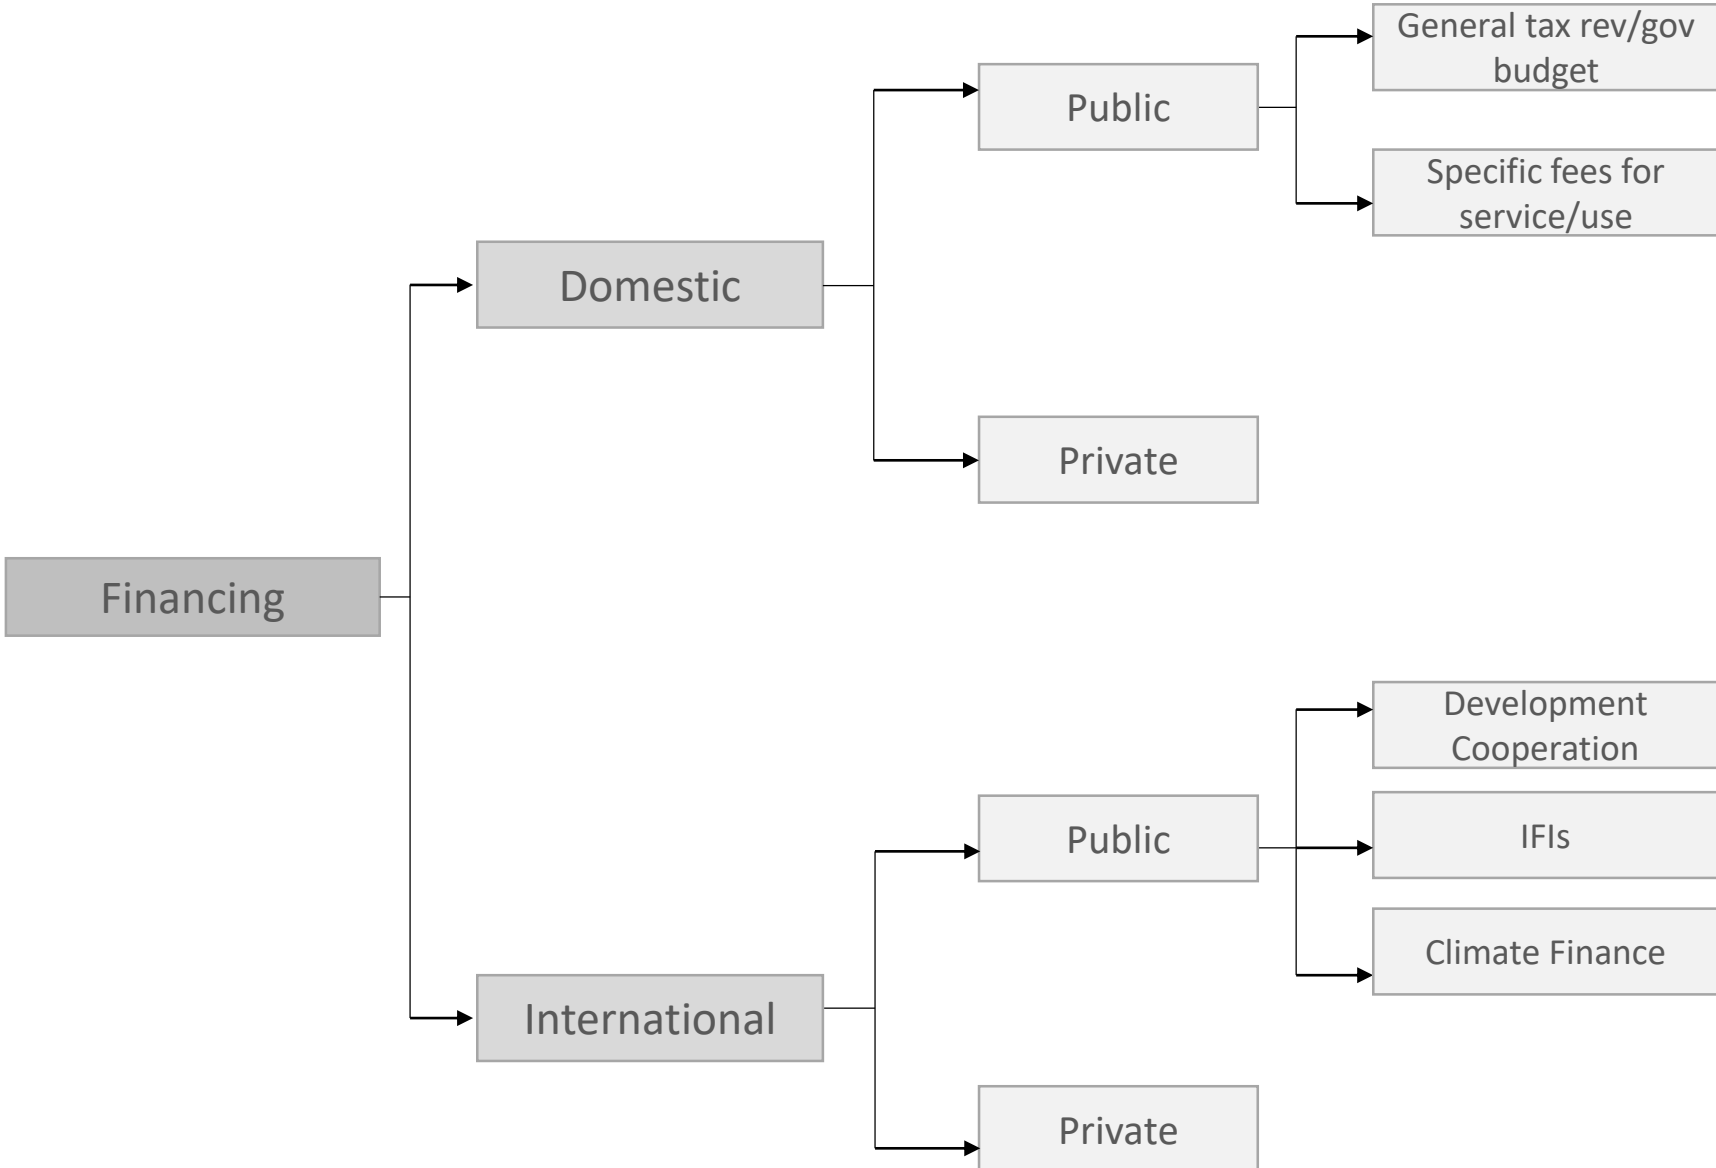 General tax rev/gov
budget
Public
Specific fees for
service/use
Domestic
Private
Financing
Development
Cooperation
Public
IFIs
Climate Finance
International
Private